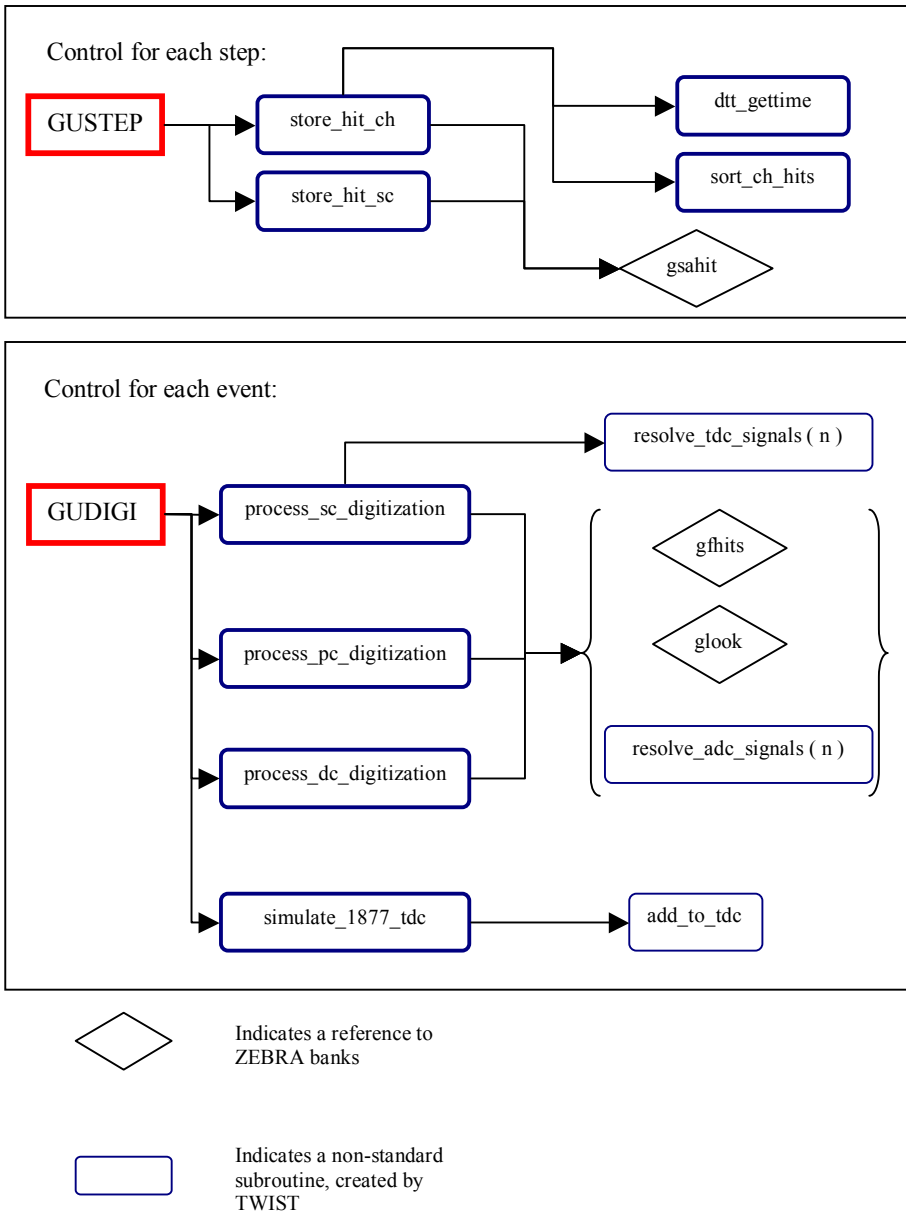 Control for each step:
GUSTEP
store_hit_ch
dtt_gettime
store_hit_sc
sort_ch_hits
gsahit
Control for each event:
resolve_tdc_signals ( n )
GUDIGI
process_sc_digitization
gfhits
process_pc_digitization
glook
process_dc_digitization
resolve_adc_signals ( n )
simulate_1877_tdc
add_to_tdc
Indicates a reference to
ZEBRA banks
Indicates a non-standard
subroutine, created by
TWIST